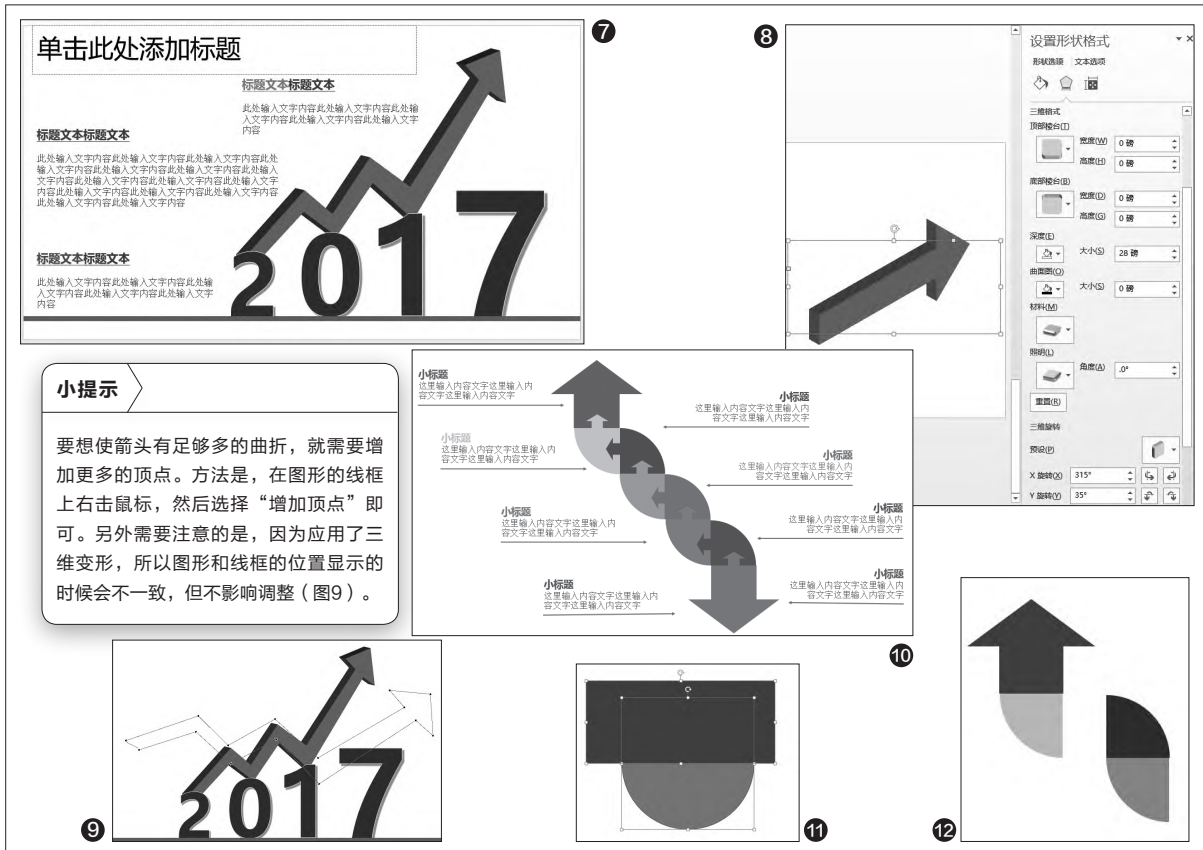 单击此处添加标题
标题文本标题文本
此处输入文字内容此处输入文字内容此处输
入文字内容此处输入文字内容此处输入文字
内容
标题文本标题文本
此处输入文字内容此处输入文字内容此处输入文字内容此处
输入文字内容此处输入文字内容此处输入文字内容此处输入
文字内容此处输入文字内容此处输入文字内容此处输入文字
内容此处输入文字内容此处输入文字内容此处输入文字内容
此处输入文字内容此处输入文字内容
标题文本标题文本
此处输入文字内容此处输入文字内容此处输
入文字内容此处输入文字内容此处输入文字
内容
2017
7
8
设置形状格式
形状选项 文本选项
三维格式
顶部棱台(T)
宽度(W) 0 磅
高度(H) 0 磅
底部棱台(B)
宽度(D) 0 磅
高度(G) 0 磅
深度(E)
大小(S) 28 磅
曲面图(O)
大小(S) 0 磅
材料(M)
照明(L)
角度(A) .0°
重置(R)
三维旋转
预设(P)
X 旋转(X) 315°
Y 旋转(Y) 35°
小提示
要想使箭头有足够多的曲折，就需要增
加更多的顶点。方法是，在图形的线框
上右击鼠标，然后选择“增加顶点”即
可。另外需要注意的是，因为应用了三
维变形，所以图形和线框的位置显示的
时候会不一致，但不影响调整（图9）。
小标题
这里输入内容文字这里输入内
容文字这里输入内容文字
小标题
这里输入内容文字这里输入内
容文字这里输入内容文字
小标题
这里输入内容文字这里输入内
容文字这里输入内容文字
小标题
这里输入内容文字这里输入内
容文字这里输入内容文字
小标题
这里输入内容文字这里输入内
容文字这里输入内容文字
小标题
这里输入内容文字这里输入内
容文字这里输入内容文字
小标题
这里输入内容文字这里输入内
容文字这里输入内容文字
小标题
这里输入内容文字这里输入内
容文字这里输入内容文字
10
2017
9
11
12